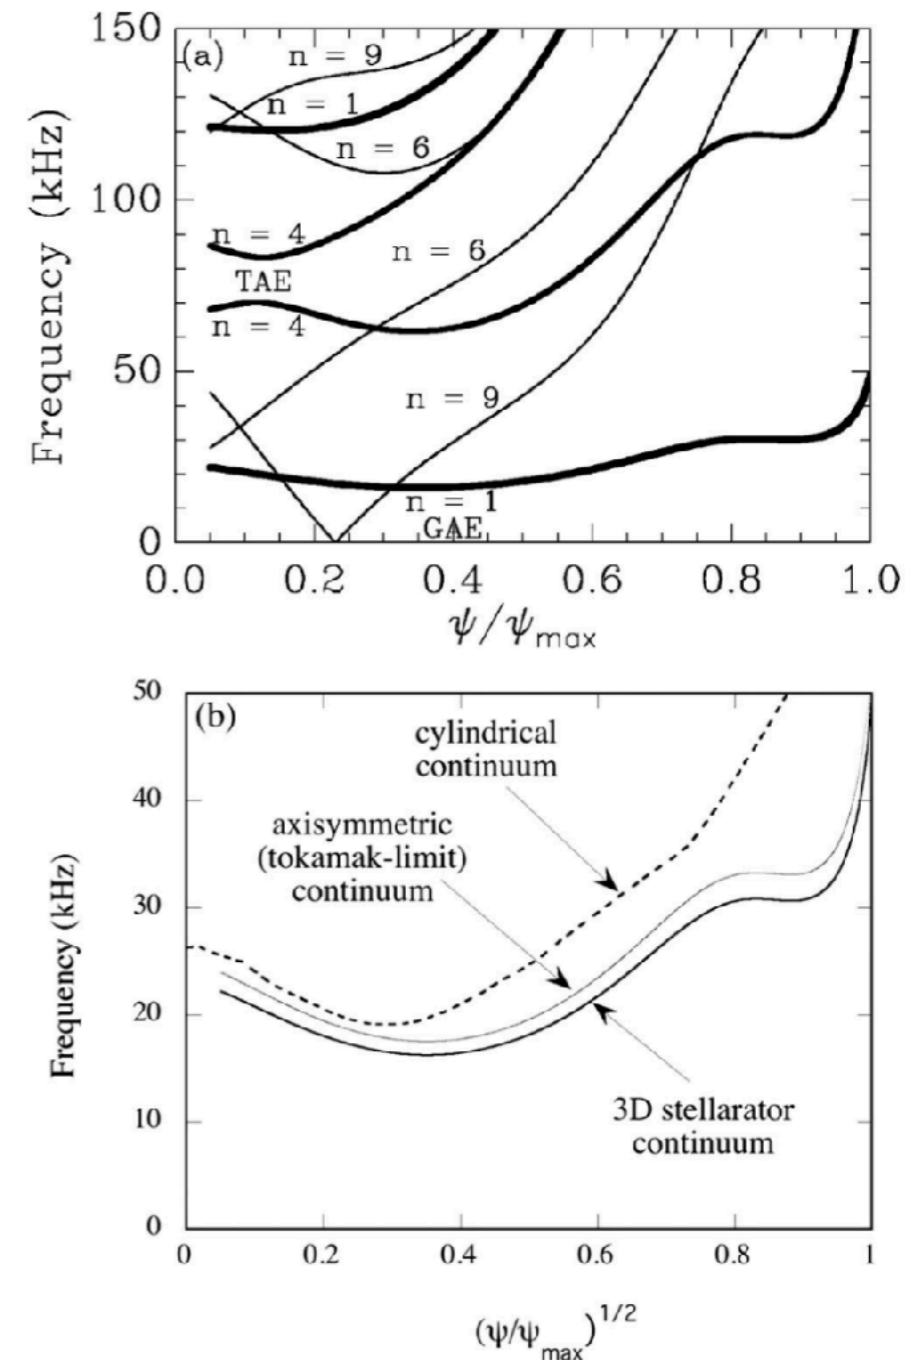 150
(a)
n = 9
n = 1
n = 6
100
n = 4
n = 6
TAE
n = 4
50
n = 9
n = 1
GAE
0
0.0 0.2 0.4 0.6 0.8 1.0
Frequency (kHz)
ψ/ψmax
50
(b)
cylindrical
continuum
40
axisymmetric
(tokamak-limit)
continuum
30
20
3D stellarator
continuum
10
0
0 0.2 0.4 0.6 0.8 1
Frequency (kHz)
(ψ/ψmax)1/2